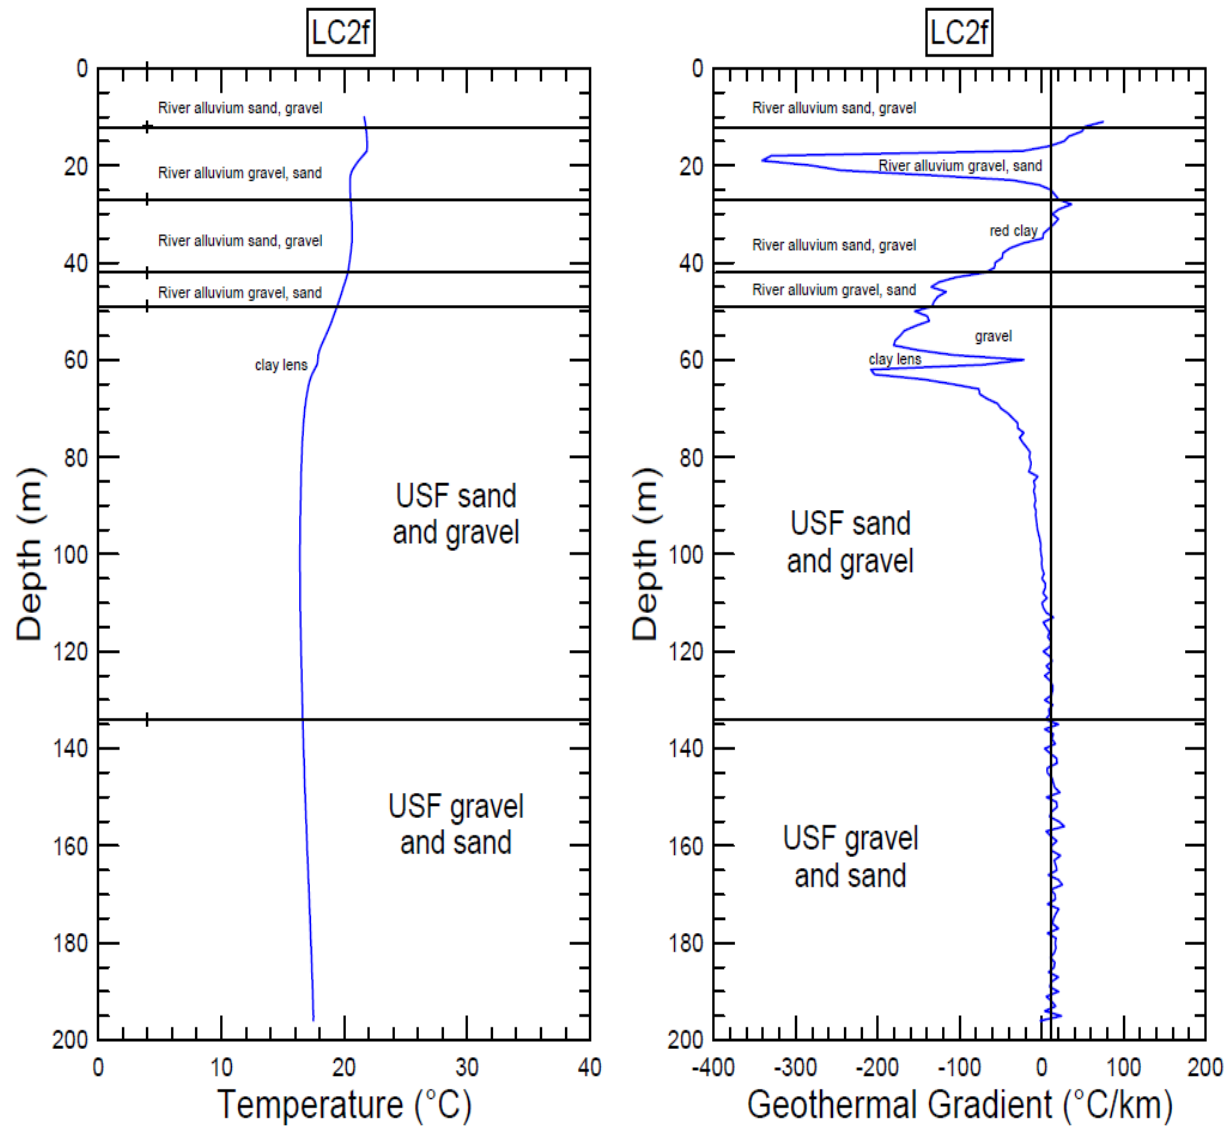 LC2f
0
20
40
60
80
100
120
140
160
180
200
Depth (m)
River alluvium sand, gravel
River alluvium gravel, sand
River alluvium sand, gravel
River alluvium gravel, sand
clay lens
USF sand
and gravel
USF gravel
and sand
0 10 20 30 40
Temperature (°C)
LC2f
0
20
40
60
80
100
120
140
160
180
200
Depth (m)
River alluvium sand, gravel
River alluvium gravel, sand
red clay
River alluvium sand, gravel
River alluvium gravel, sand
gravel
clay lens
USF sand
and gravel
USF gravel
and sand
-400 -300 -200 -100 0 100 200
Geothermal Gradient (°C/km)